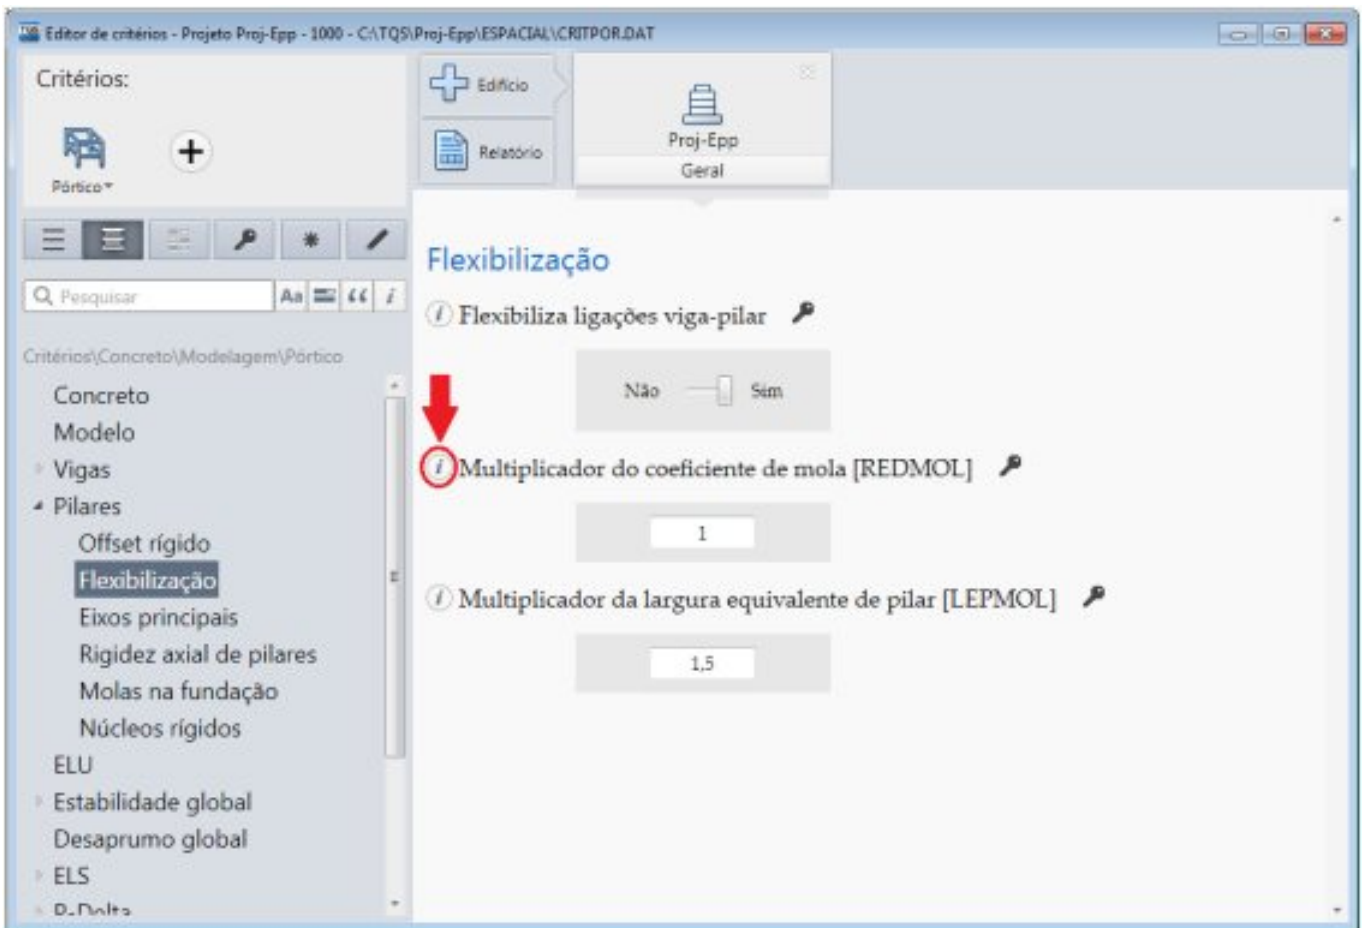 Editor de critérios - Projeto Proj-Epp - 1000 - C:\TQS\Proj-Epp\ESPACIAL\CRITPOR.DAT
Critérios:
Pórtico
Edifício
Relatório
Proj-Epp
Geral
Pesquisar
Aa
Critérios\Concreto\Modelagem\Pórtico
Concreto
Modelo
Vigas
Pilares
Offset rígido
Flexibilização
Eixos principais
Rigidez axial de pilares
Molas na fundação
Núcleos rígidos
ELU
Estabilidade global
Desaprumo global
ELS
P-Delta
Flexibilização
i Flexibiliza ligações viga-pilar
Não Sim
i Multiplicador do coeficiente de mola [REDMOL]
1
i Multiplicador da largura equivalente de pilar [LEPMOL]
1,5